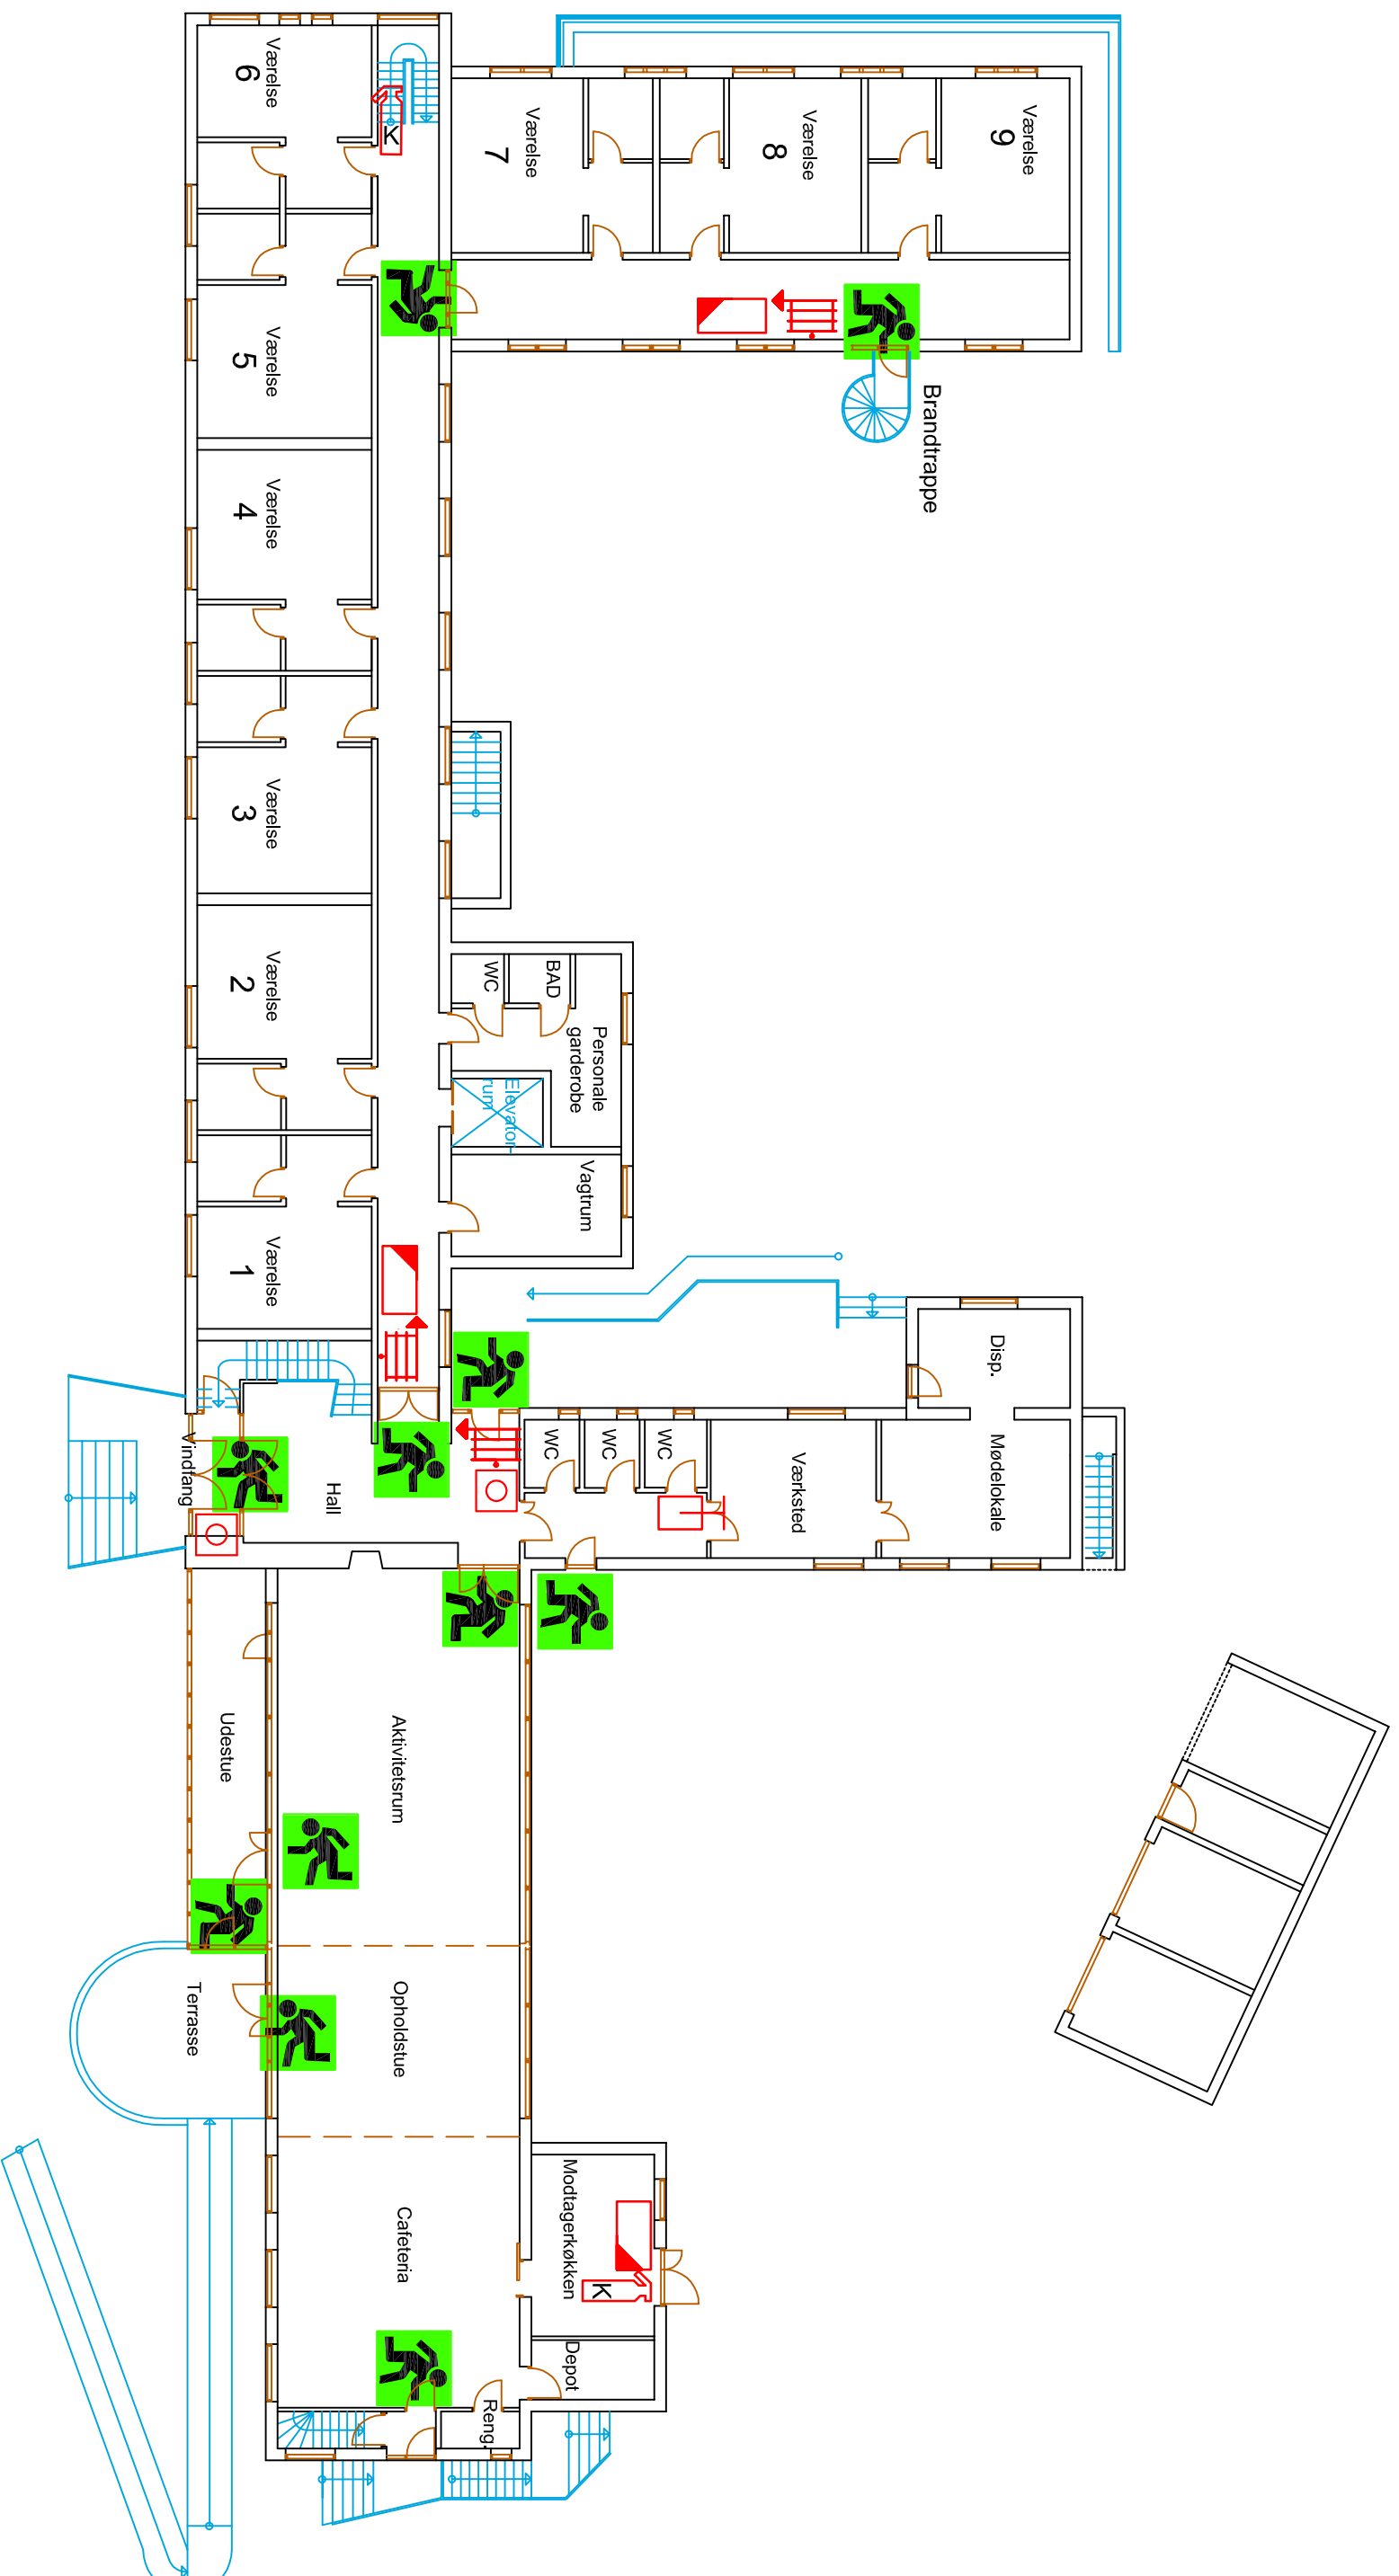 Værelse
6
Værelse
5
Værelse
4
Værelse
3
Værelse
2
Værelse
1
Værelse
7
Værelse
8
Værelse
9
K
Brandtrappe
WC
BAD
Personale
garderobe
Elevator-
rum
Vagtrum
Disp.
Mødelokale
Værksted
WC
WC
WC
Hall
Vindfang
Udestue
Aktivitetsrum
Terrasse
Opholdstue
Cafeteria
Modtagerkøkken
K
Depot
Reng.